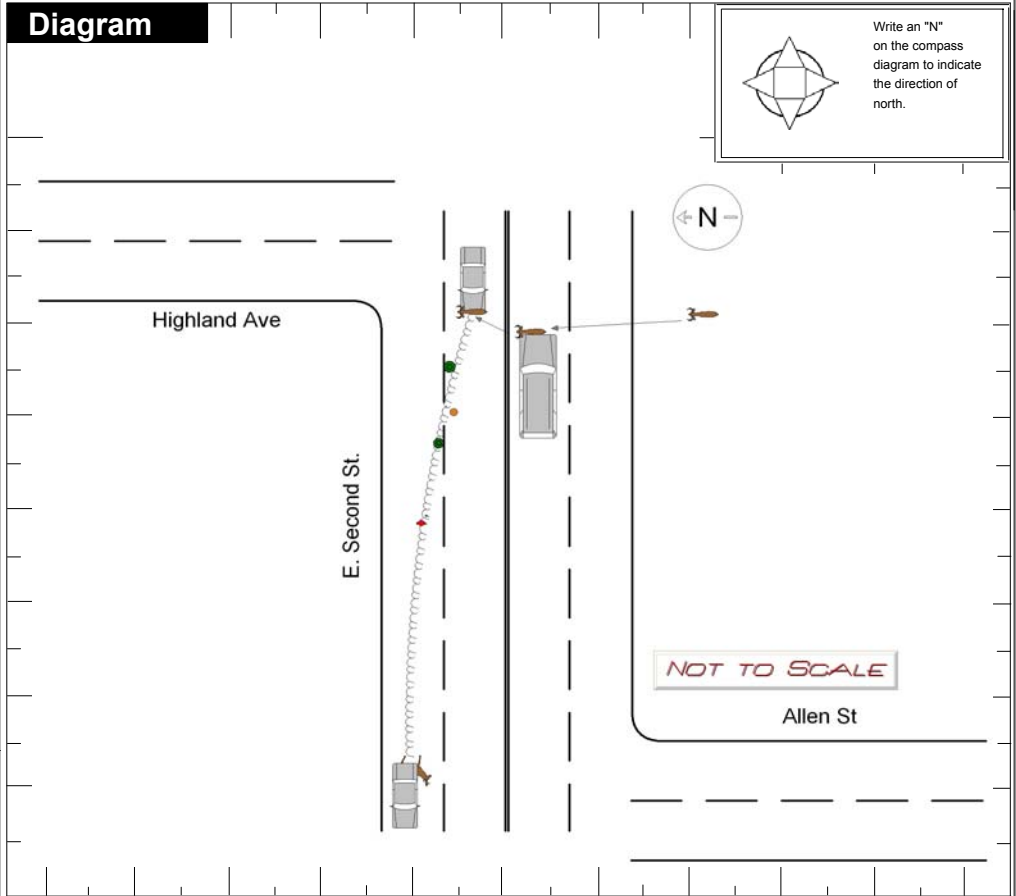 Diagram
Write an "N"
on the compass
diagram to indicate
the direction of
north.
N
Highland Ave
E. Second St.
NOT TO SCALE
Allen St